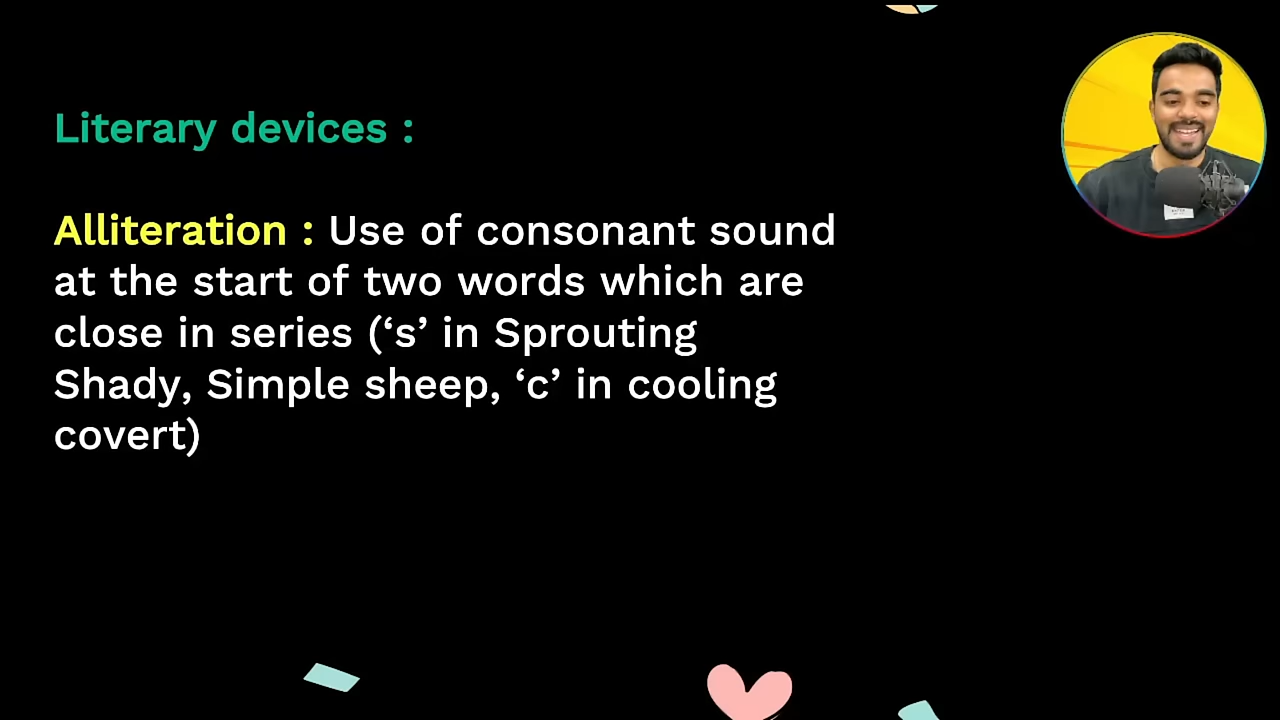 Literary devices :
Alliteration : Use of consonant sound
at the start of two words which are
close in series (‘s’ in Sprouting
Shady, Simple sheep, ‘c’ in cooling
covert)